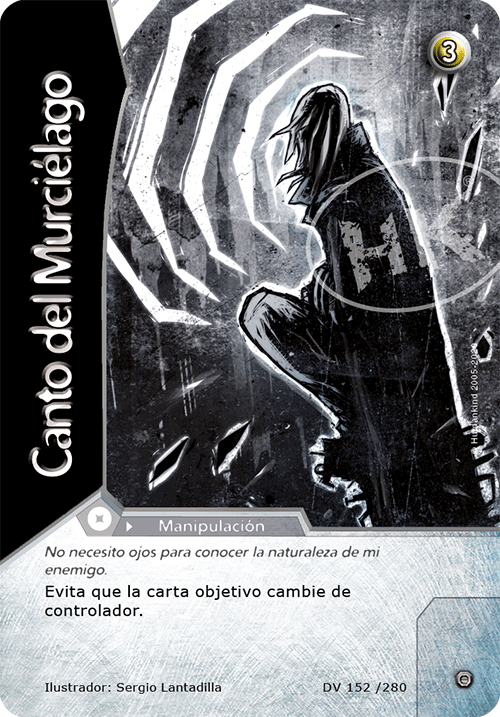 Canto del Murciélago
3
H K
Manipulación
No necesito ojos para conocer la naturaleza de mi
enemigo.
Evita que la carta objetivo cambie de
controlador.
Ilustrador: Sergio Lantadilla
DV 152 /280